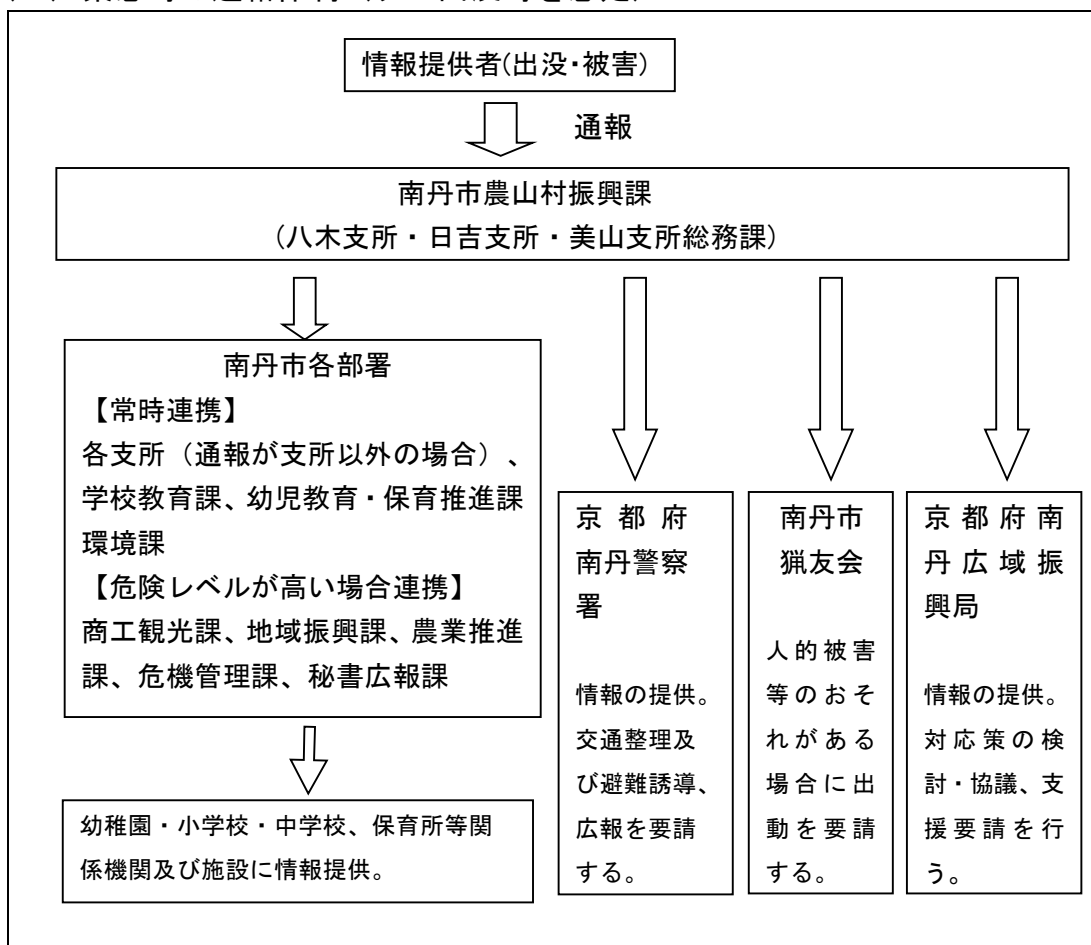 情報提供者(出没・被害)
通報
南丹市農山村振興課
(八木支所・日吉支所・美山支所総務課)
南丹市各部署
【常時連携】
各支所（通報が支所以外の場合）、
学校教育課、幼児教育・保育推進課
環境課
【危険レベルが高い場合連携】
商工観光課、地域振興課、農業推進
課、危機管理課、秘書広報課
幼稚園・小学校・中学校、保育所等関
係機関及び施設に情報提供。
京都府
南丹警察
署
情報の提供。
交通整理及
び避難誘導、
広報を要請
する。
南丹市
猟友会
人的被害
等のおそ
れがある
場合に出
動を要請
する。
京都府南
丹広域振
興局
情報の提供。
対応策の検
討・協議、支
援要請を行
う。